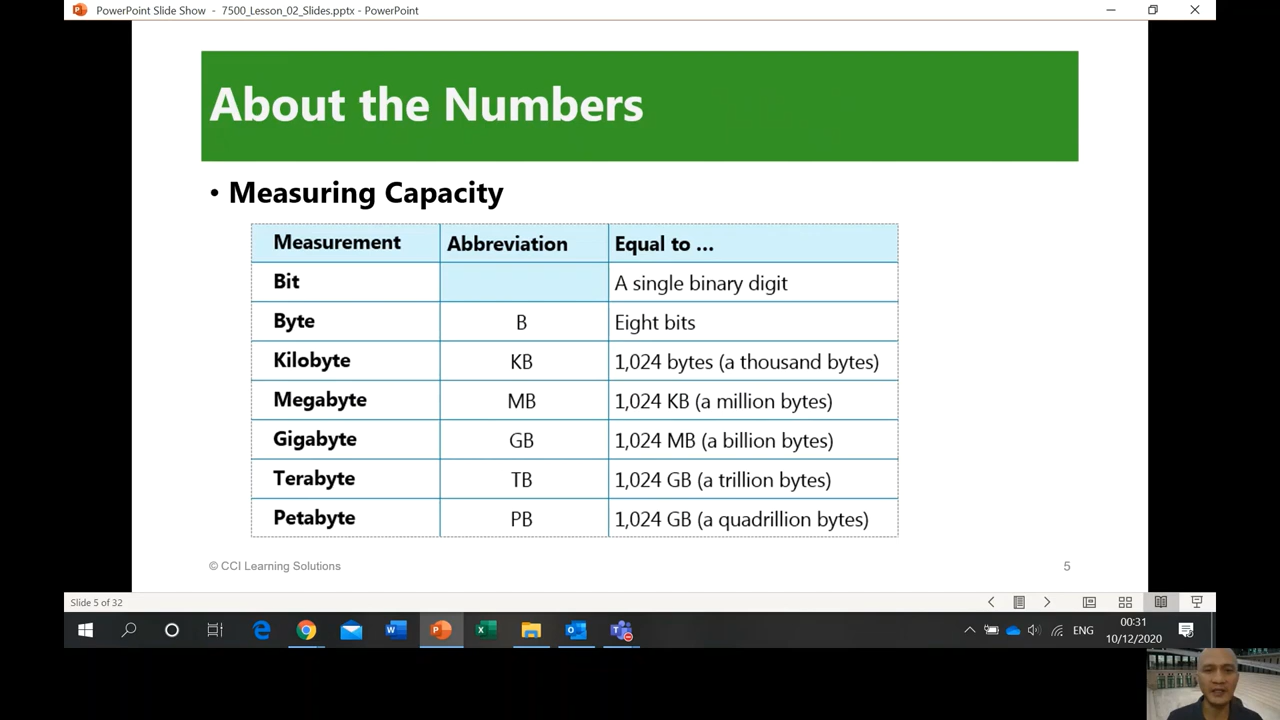 PowerPoint Slide Show - 7500_Lesson_02_Slides.pptx - PowerPoint
About the Numbers
• Measuring Capacity
Measurement Abbreviation Equal to ...
Bit A single binary digit
Byte B Eight bits
Kilobyte KB 1,024 bytes (a thousand bytes)
Megabyte MB 1,024 KB (a million bytes)
Gigabyte GB 1,024 MB (a billion bytes)
Terabyte TB 1,024 GB (a trillion bytes)
Petabyte PB 1,024 GB (a quadrillion bytes)
© CCI Learning Solutions 5
Slide 5 of 32
ENG
00:31
10/12/2020